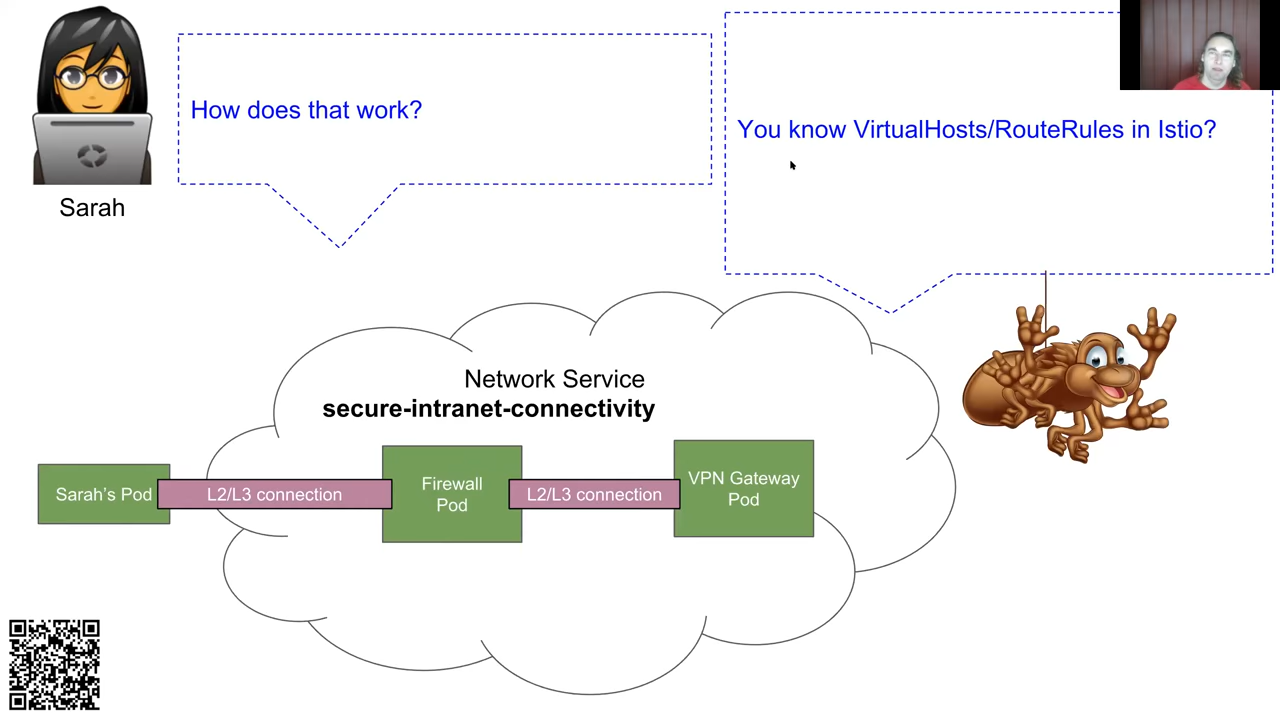 How does that work?
You know VirtualHosts/RouteRules in Istio?
Sarah
Network Service
secure-intranet-connectivity
Sarah's Pod
L2/L3 connection
Firewall
Pod
L2/L3 connection
VPN Gateway
Pod